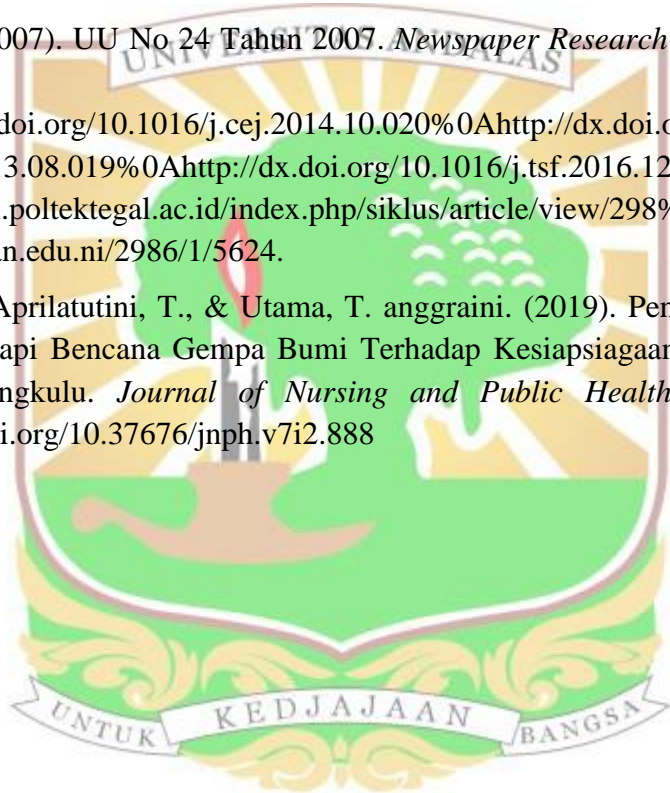 007). UU No 24 Tahun 2007. Newspaper Research
UNIVERSITAS ANDALAS
doi.org/10.1016/j.cej.2014.10.020%0Ahttp://dx.doi.o
3.08.019%0Ahttp://dx.doi.org/10.1016/j.tsf.2016.12
.poltektegal.ac.id/index.php/siklus/article/view/298%
an.edu.ni/2986/1/5624.
Aprilatutini, T., & Utama, T. anggraini. (2019). Pen
api Bencana Gempa Bumi Terhadap Kesiapsiagaan
ngkulu. Journal of Nursing and Public Health
i.org/10.37676/jnph.v7i2.888
UNTUK KEDJAJAAN BANGSA